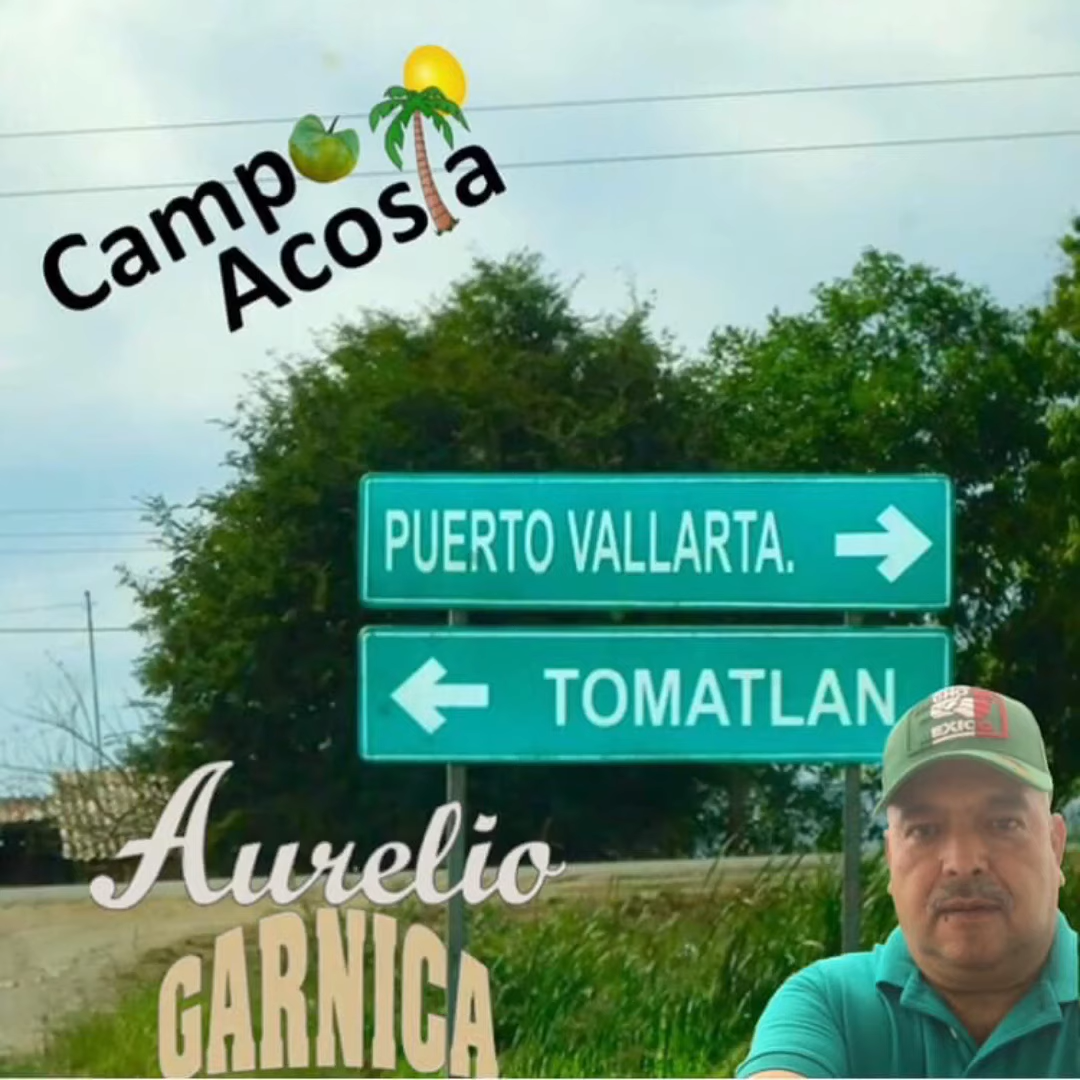 Campo
Acosta
PUERTO VALLARTA.
TOMATLAN
Aurelio
GARNICA